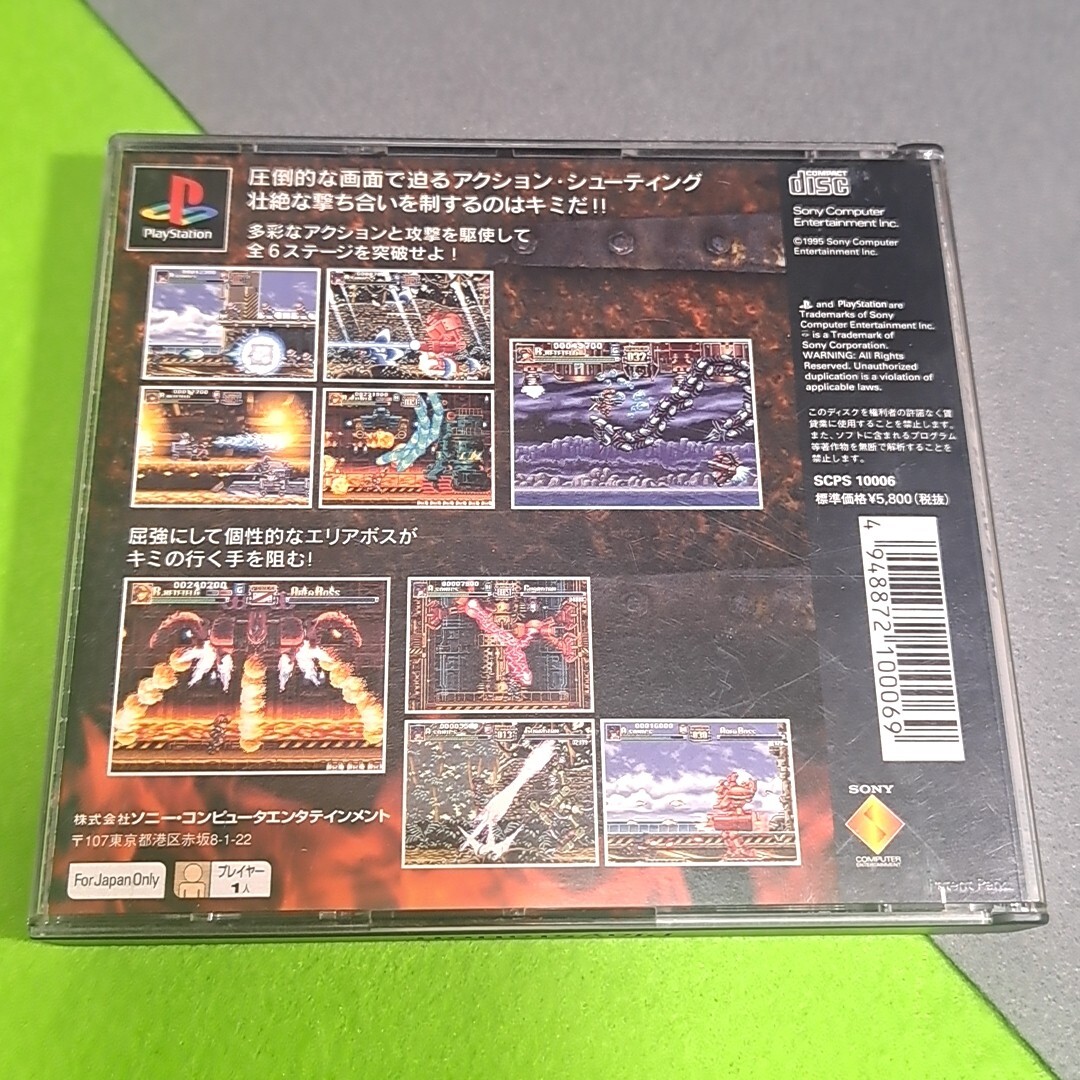 PlayStation
圧倒的な画面で迫るアクション・シューティング
壮絶な撃ち合いを制するのはキミだ!!
多彩なアクションと攻撃を駆使して
全6ステージを突破せよ!
屈強にして個性的なエリアボスが
キミの行く手を阻む!
00240200
株式会社ソニー・コンピュータエンタテインメント
〒107東京都港区赤坂8-1-22
For Japan Only
プレイヤー
1人
COMPACT
disc
Sony Computer
Entertainment Inc.
©1995 Sony Computer
Entertainment Inc.
and PlayStation are
Trademarks of Sony
Computer Entertainment Inc.
is a Trademark of
Sony Corporation.
WARNING: All Rights
Reserved. Unauthorized
duplication is a violation of
applicable laws.
このディスクを権利者の許諾なく賃
貸業に使用することを禁止します。
また、ソフトに含まれるプログラム
等著作物を無断で解析することを
禁止します。
SCPS 10006
標準価格¥5,800(税抜)
4 948872 100069
SONY
COMPUTER
ENTERTAINMENT